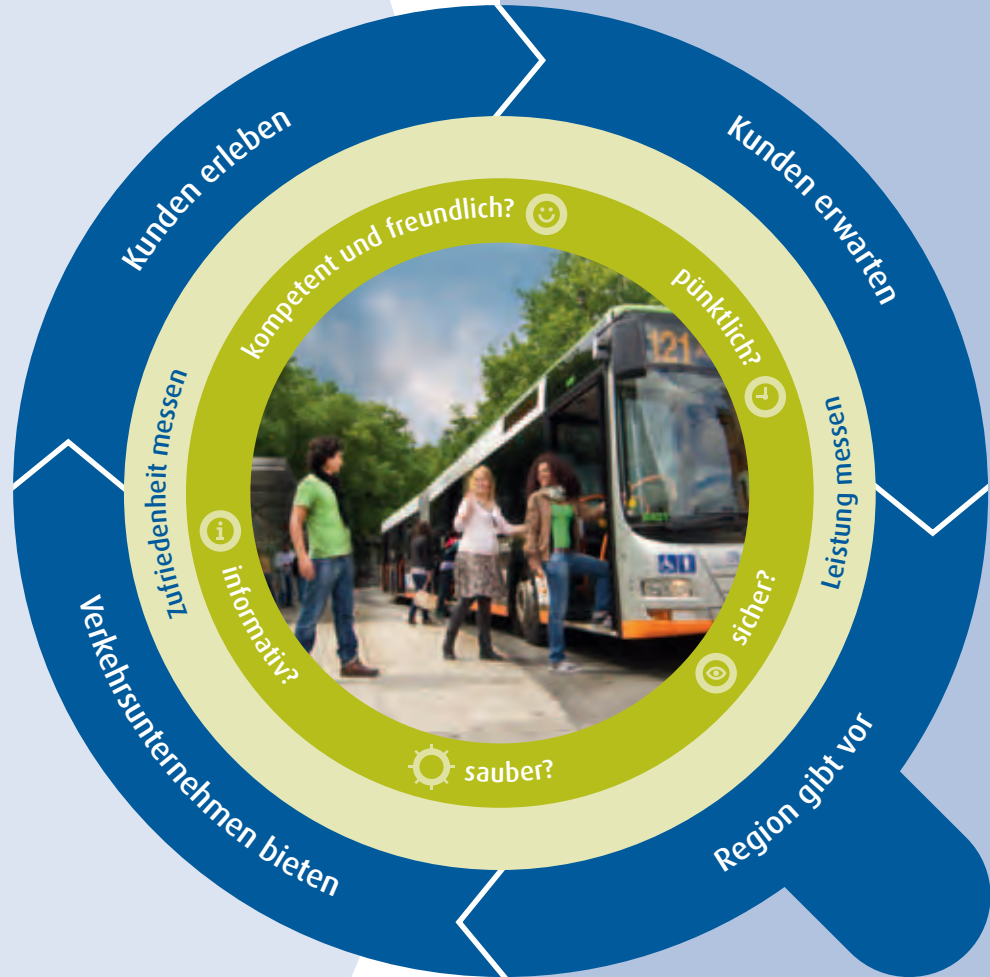 Kunden erleben
Kunden erwarten
Region gibt vor
Verkehrsunternehmen bieten
Zufriedenheit messen
Leistung messen
kompetent und freundlich?
pünktlich?
sicher?
sauber?
informativ?
i
121